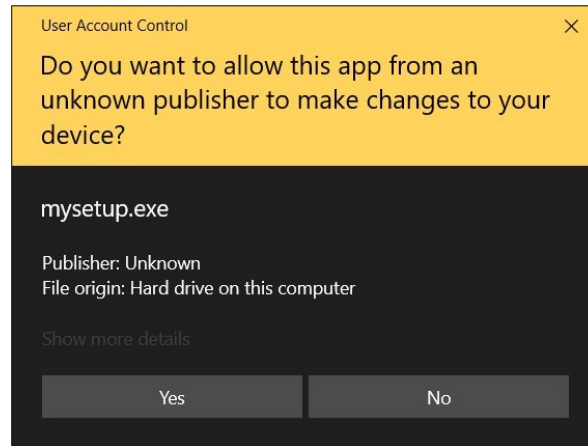 User Account Control
Do you want to allow this app from an
unknown publisher to make changes to your
device?
mysetup.exe
Publisher: Unknown
File origin: Hard drive on this computer
Show more details
Yes
No